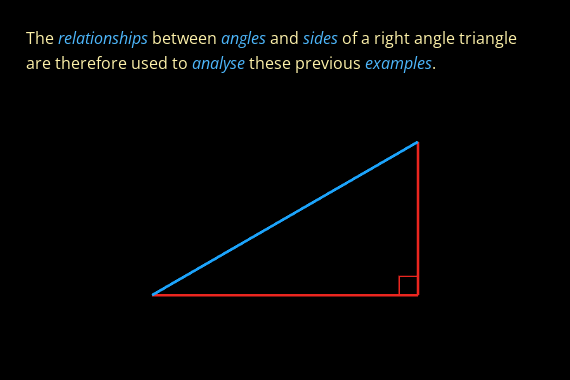 The relationships between angles and sides of a right angle triangle
are therefore used to analyse these previous examples.